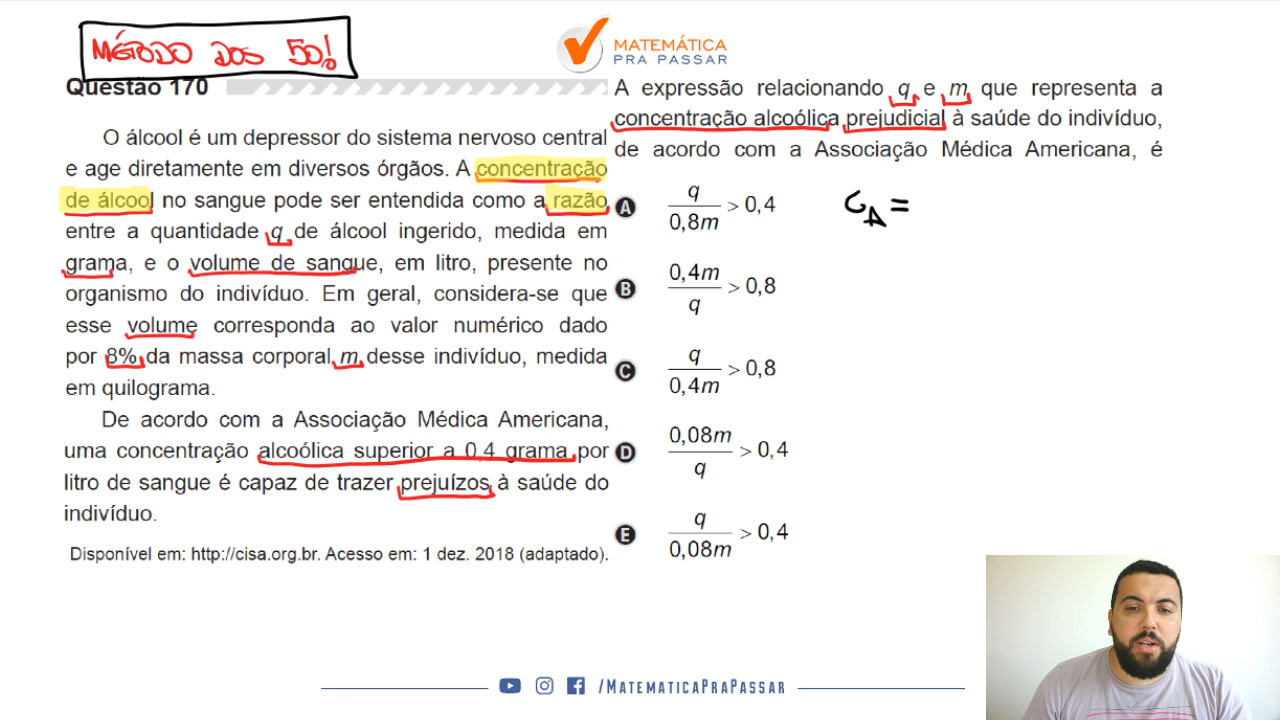 MÉTODO DOS 50!
MATEMÁTICA
PRA PASSAR
Questão 170
O álcool é um depressor do sistema nervoso central
e age diretamente em diversos órgãos. A concentração
de álcool no sangue pode ser entendida como a razão
entre a quantidade q de álcool ingerido, medida em
grama, e o volume de sangue, em litro, presente no
organismo do indivíduo. Em geral, considera-se que
esse volume corresponda ao valor numérico dado
por 8% da massa corporal m desse indivíduo, medida
em quilograma.
De acordo com a Associação Médica Americana,
uma concentração alcoólica superior a 0,4 grama por
litro de sangue é capaz de trazer prejuízos à saúde do
indivíduo.
Disponível em: http://cisa.org.br. Acesso em: 1 dez. 2018 (adaptado).
A expressão relacionando q e m que representa a
concentração alcoólica prejudicial à saúde do indivíduo,
de acordo com a Associação Médica Americana, é
A q/0,8m > 0,4
CA =
B 0,4m/q > 0,8
C q/0,4m > 0,8
D 0,08m/q > 0,4
E q/0,08m > 0,4
/MATEMATICAPRAPASSAR